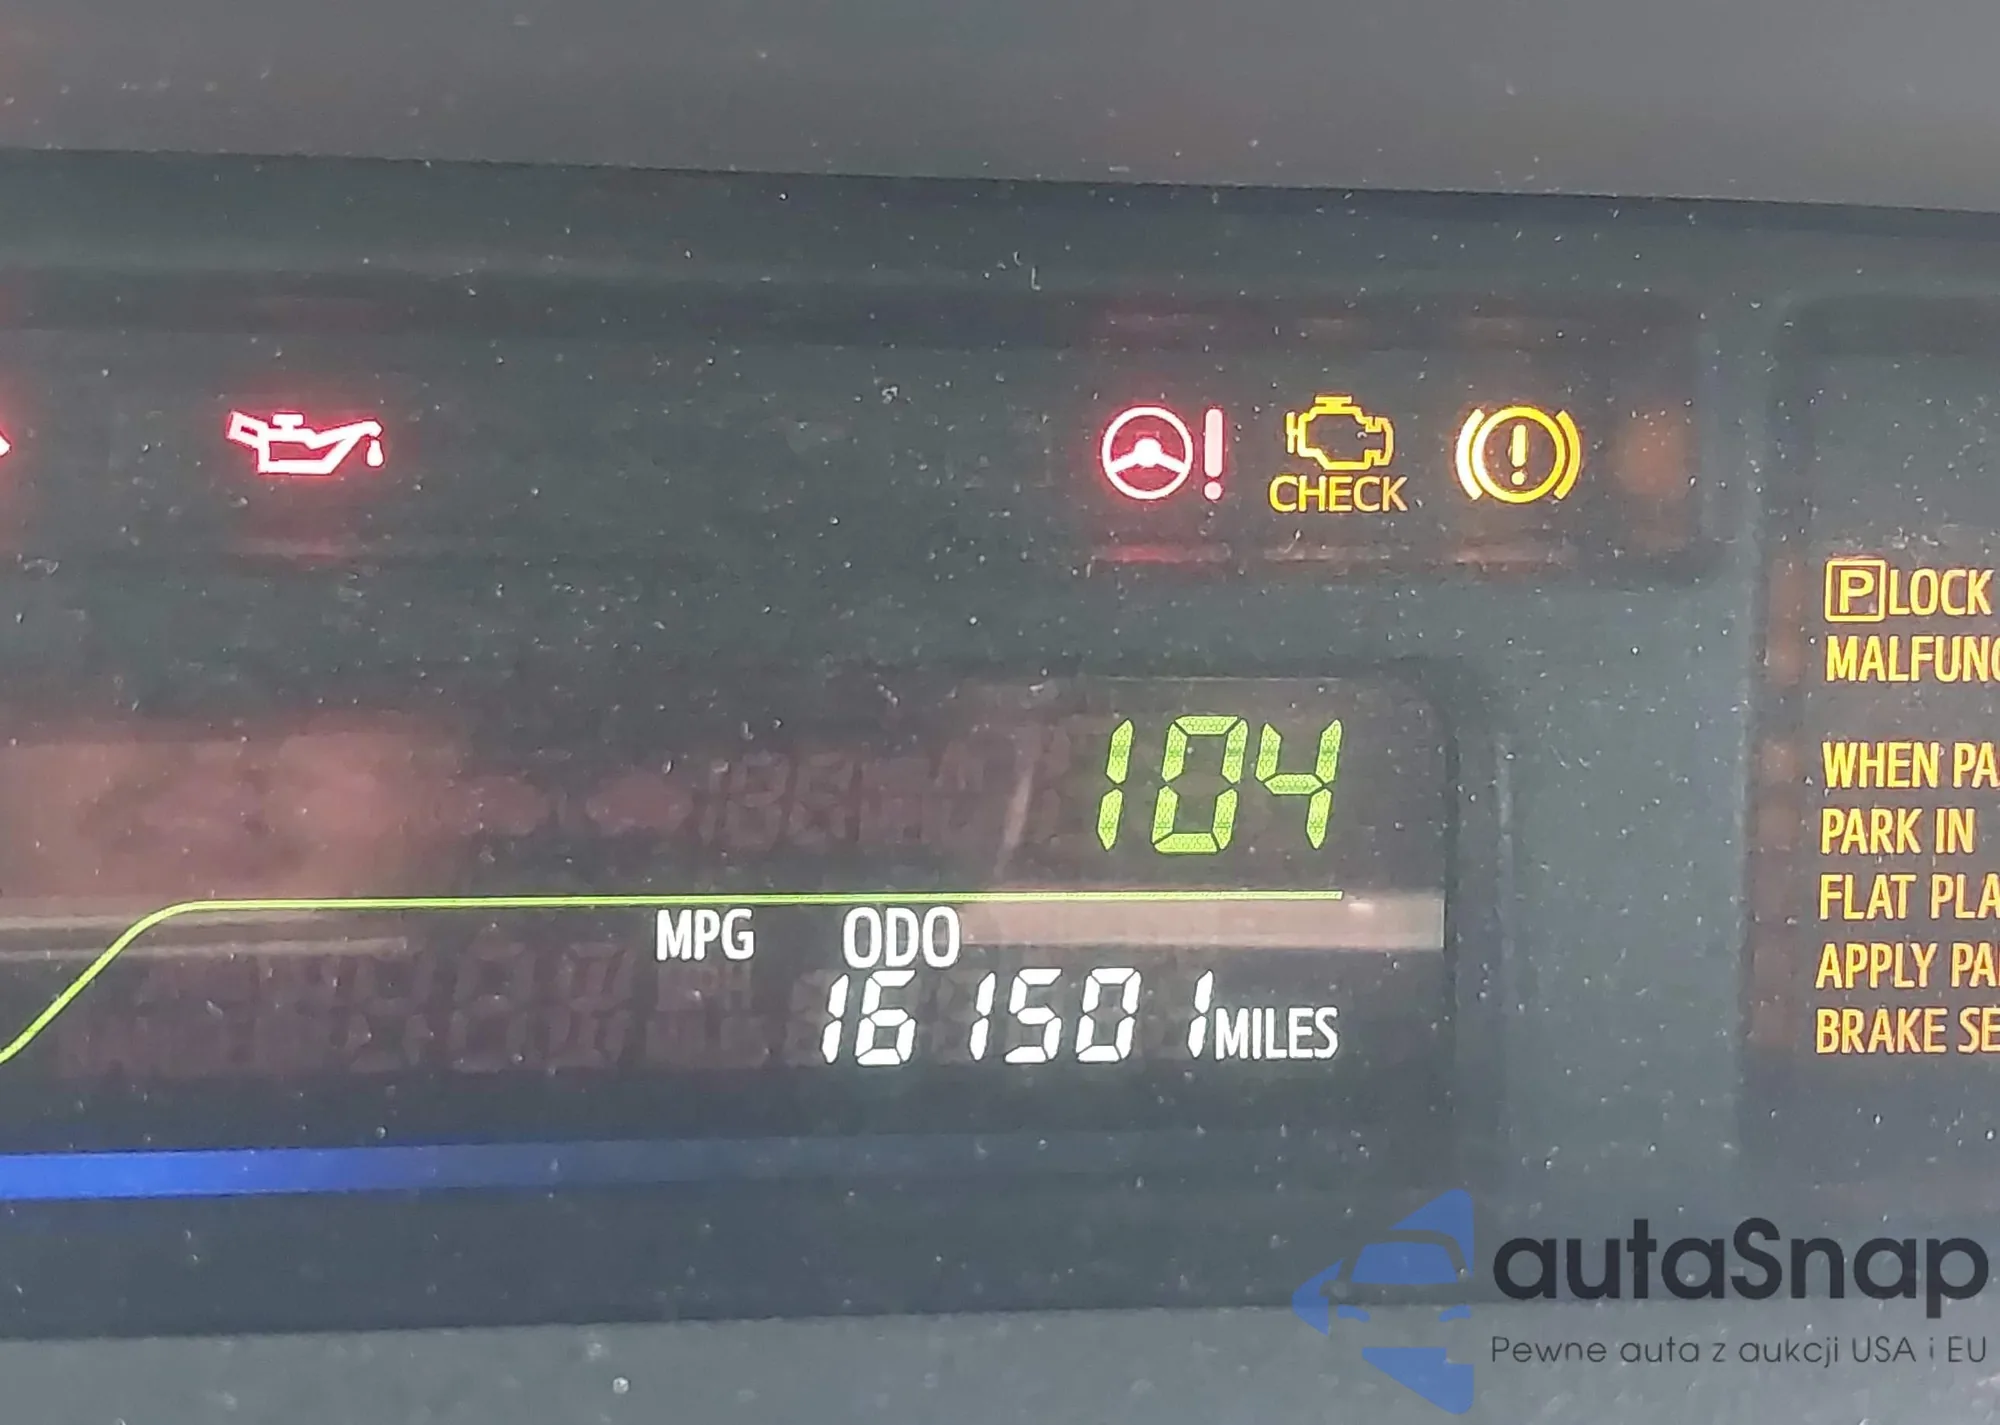 CHECK
P LOCK
MALFUNC
104
WHEN PA
PARK IN
FLAT PLA
APPLY PA
BRAKE SE
MPG ODO
161501 MILES
autaSnap
Pewne auta z aukcji USA i EU